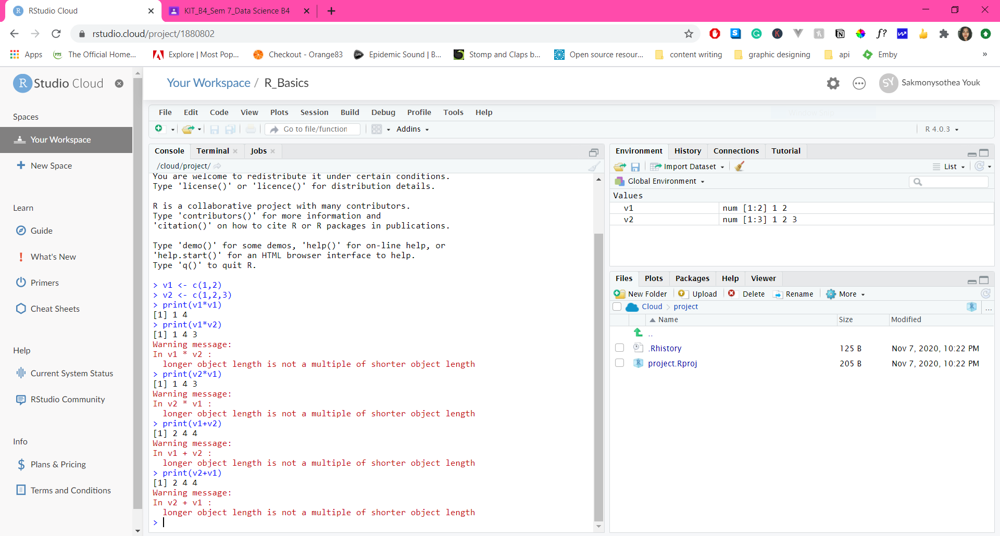 RStudio Cloud
KIT_B4_Sem 7_Data Science B4
rstudio.cloud/project/1880802
Apps
The Official Home...
Explore | Most Pop...
Checkout - Orange83
Epidemic Sound | B...
Stomp and Claps b...
Open source resour...
content writing
graphic designing
api
Emby
»
R Studio Cloud
Your Workspace / R_Basics
SY Sakmonysothea Youk
Spaces
Your Workspace
New Space
Learn
Guide
What's New
Primers
Cheat Sheets
Help
Current System Status
RStudio Community
Info
Plans & Pricing
Terms and Conditions
File Edit Code View Plots Session Build Debug Profile Tools Help
Go to file/function
Addins
R 4.0.3
Console Terminal Jobs
/cloud/project/
You are welcome to redistribute it under certain conditions.
Type 'license()' or 'licence()' for distribution details.
R is a collaborative project with many contributors.
Type 'contributors()' for more information and
'citation()' on how to cite R or R packages in publications.
Type 'demo()' for some demos, 'help()' for on-line help, or
'help.start()' for an HTML browser interface to help.
Type 'q()' to quit R.
> v1 <- c(1,2)
> v2 <- c(1,2,3)
> print(v1*v1)
[1] 1 4
> print(v1*v2)
[1] 1 4 3
Warning message:
In v1 * v2 :
  longer object length is not a multiple of shorter object length
> print(v2*v1)
[1] 1 4 3
Warning message:
In v2 * v1 :
  longer object length is not a multiple of shorter object length
> print(v1+v2)
[1] 2 4 4
Warning message:
In v1 + v2 :
  longer object length is not a multiple of shorter object length
> print(v2+v1)
[1] 2 4 4
Warning message:
In v2 + v1 :
  longer object length is not a multiple of shorter object length
>
Environment History Connections Tutorial
Import Dataset
List
Global Environment
Values
v1 num [1:2] 1 2
v2 num [1:3] 1 2 3
Files Plots Packages Help Viewer
New Folder Upload Delete Rename More
Cloud > project
...
Name Size Modified
..
.Rhistory 125 B Nov 7, 2020, 10:22 PM
project.Rproj 205 B Nov 7, 2020, 10:22 PM